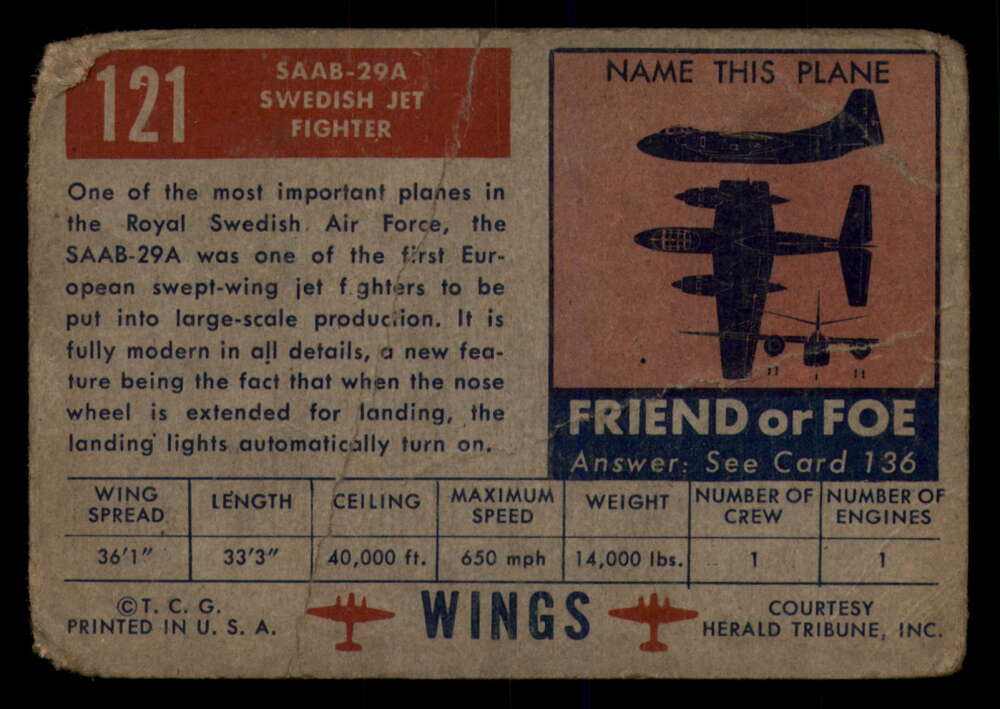 121
SAAB-29A
SWEDISH JET
FIGHTER
One of the most important planes in
the Royal Swedish Air Force, the
SAAB-29A was one of the first Eur-
opean swept-wing jet fighters to be
put into large-scale production. It is
fully modern in all details, a new fea-
ture being the fact that when the nose
wheel is extended for landing, the
landing lights automatically turn on.
NAME THIS PLANE
FRIEND or FOE
Answer: See Card 136
WING SPREAD LENGTH CEILING MAXIMUM SPEED WEIGHT NUMBER OF CREW NUMBER OF ENGINES
36'1" 33'3" 40,000 ft. 650 mph 14,000 lbs. 1 1
©T. C. G.
PRINTED IN U. S. A.
WINGS
COURTESY
HERALD TRIBUNE, INC.